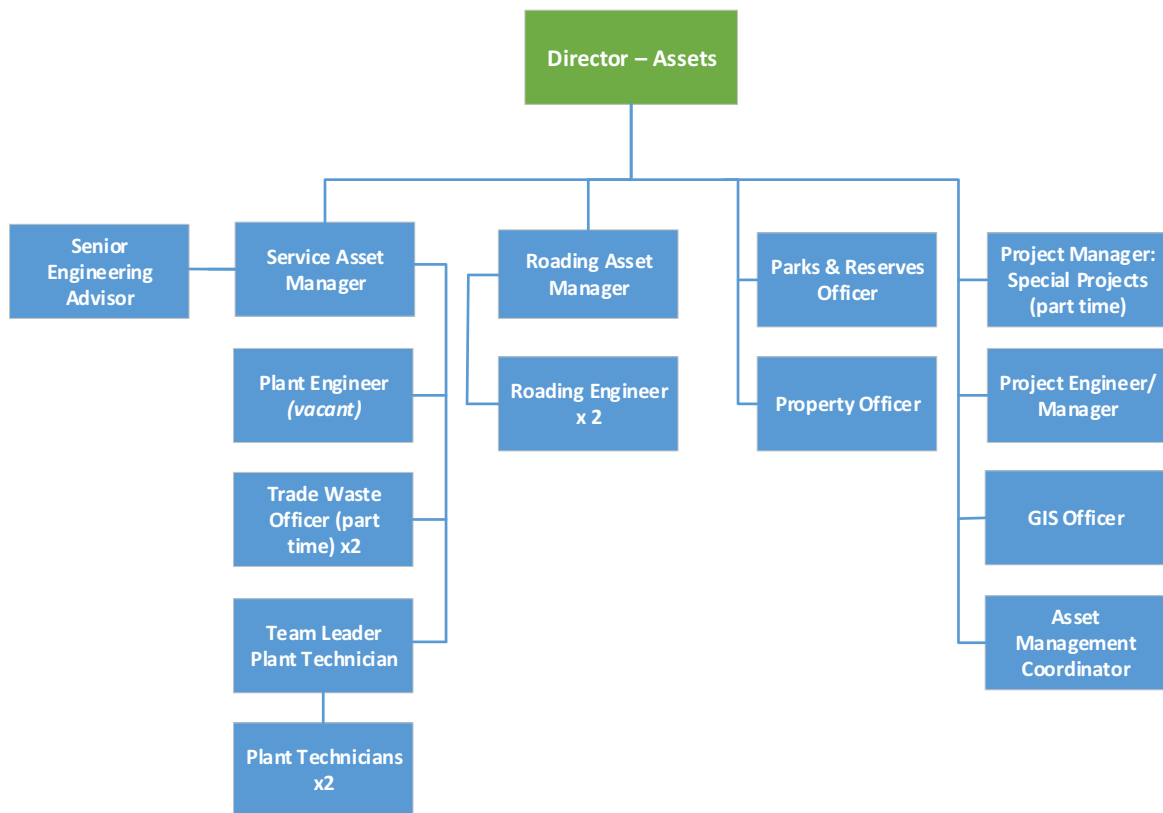 Director – Assets
Senior
Engineering
Advisor
Service Asset
Manager
Roading Asset
Manager
Parks & Reserves
Officer
Project Manager:
Special Projects
(part time)
Plant Engineer
(vacant)
Roading Engineer
x 2
Property Officer
Project Engineer/
Manager
Trade Waste
Officer (part
time) x2
GIS Officer
Team Leader
Plant Technician
Asset
Management
Coordinator
Plant Technicians
x2